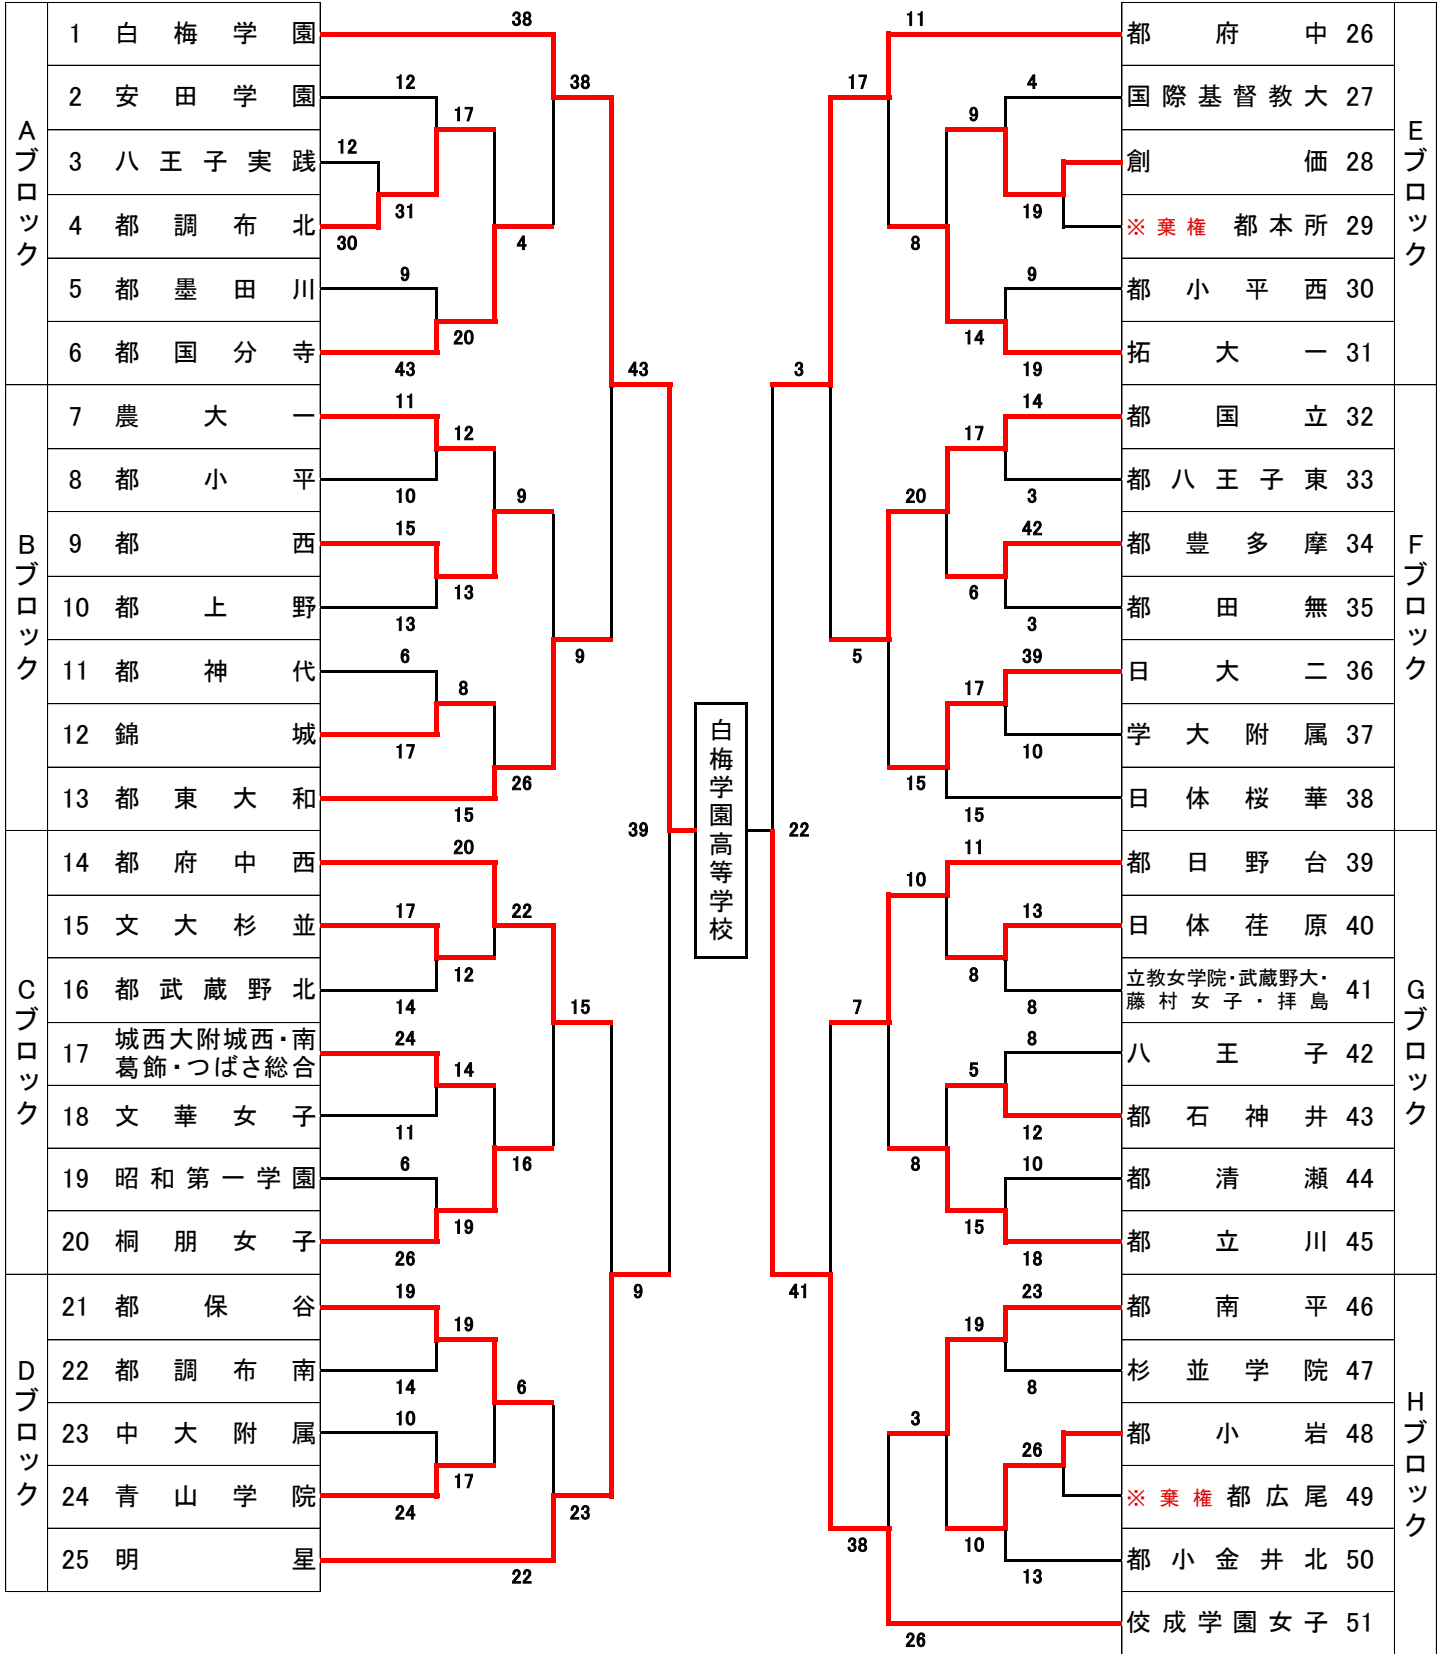 Aブロック
1 白梅学園
2 安田学園
3 八王子実践
4 都調布北
5 都墨田川
6 都国分寺
Bブロック
7 農大一
8 都小平
9 都西
10 都上野
11 都神代
12 錦城
13 都東大和
Cブロック
14 都府中西
15 文大杉並
16 都武蔵野北
17 城西大附城西・南
葛飾・つばさ総合
18 文華女子
19 昭和第一学園
20 桐朋女子
Dブロック
21 都保谷
22 都調布南
23 中大附属
24 青山学院
25 明星
38
12
38
17
12
31
30
4
9
20
43
43
11
12
10
9
15
13
13
9
6
8
17
26
15
39
20
17
22
12
14
15
24
14
11
16
6
19
26
9
19
19
14
6
10
17
24
23
22
白梅学園高等学校
11
17
4
9
19
8
9
14
19
3
14
17
3
20
42
6
3
5
39
17
10
15
15
22
11
10
13
8
8
7
8
5
12
8
10
15
18
41
23
19
8
3
26
10
13
38
26
Eブロック
都府中 26
国際基督教大 27
創価 28
※棄権 都本所 29
都小平西 30
拓大一 31
Fブロック
都国立 32
都八王子東 33
都豊多摩 34
都田無 35
日大二 36
学大附属 37
日体桜華 38
Gブロック
都日野台 39
日体荏原 40
立教女学院・武蔵野大・
藤村女子・拝島 41
八王子 42
都石神井 43
都清瀬 44
都立川 45
Hブロック
都南平 46
杉並学院 47
都小岩 48
※棄権 都広尾 49
都小金井北 50
佼成学園女子 51